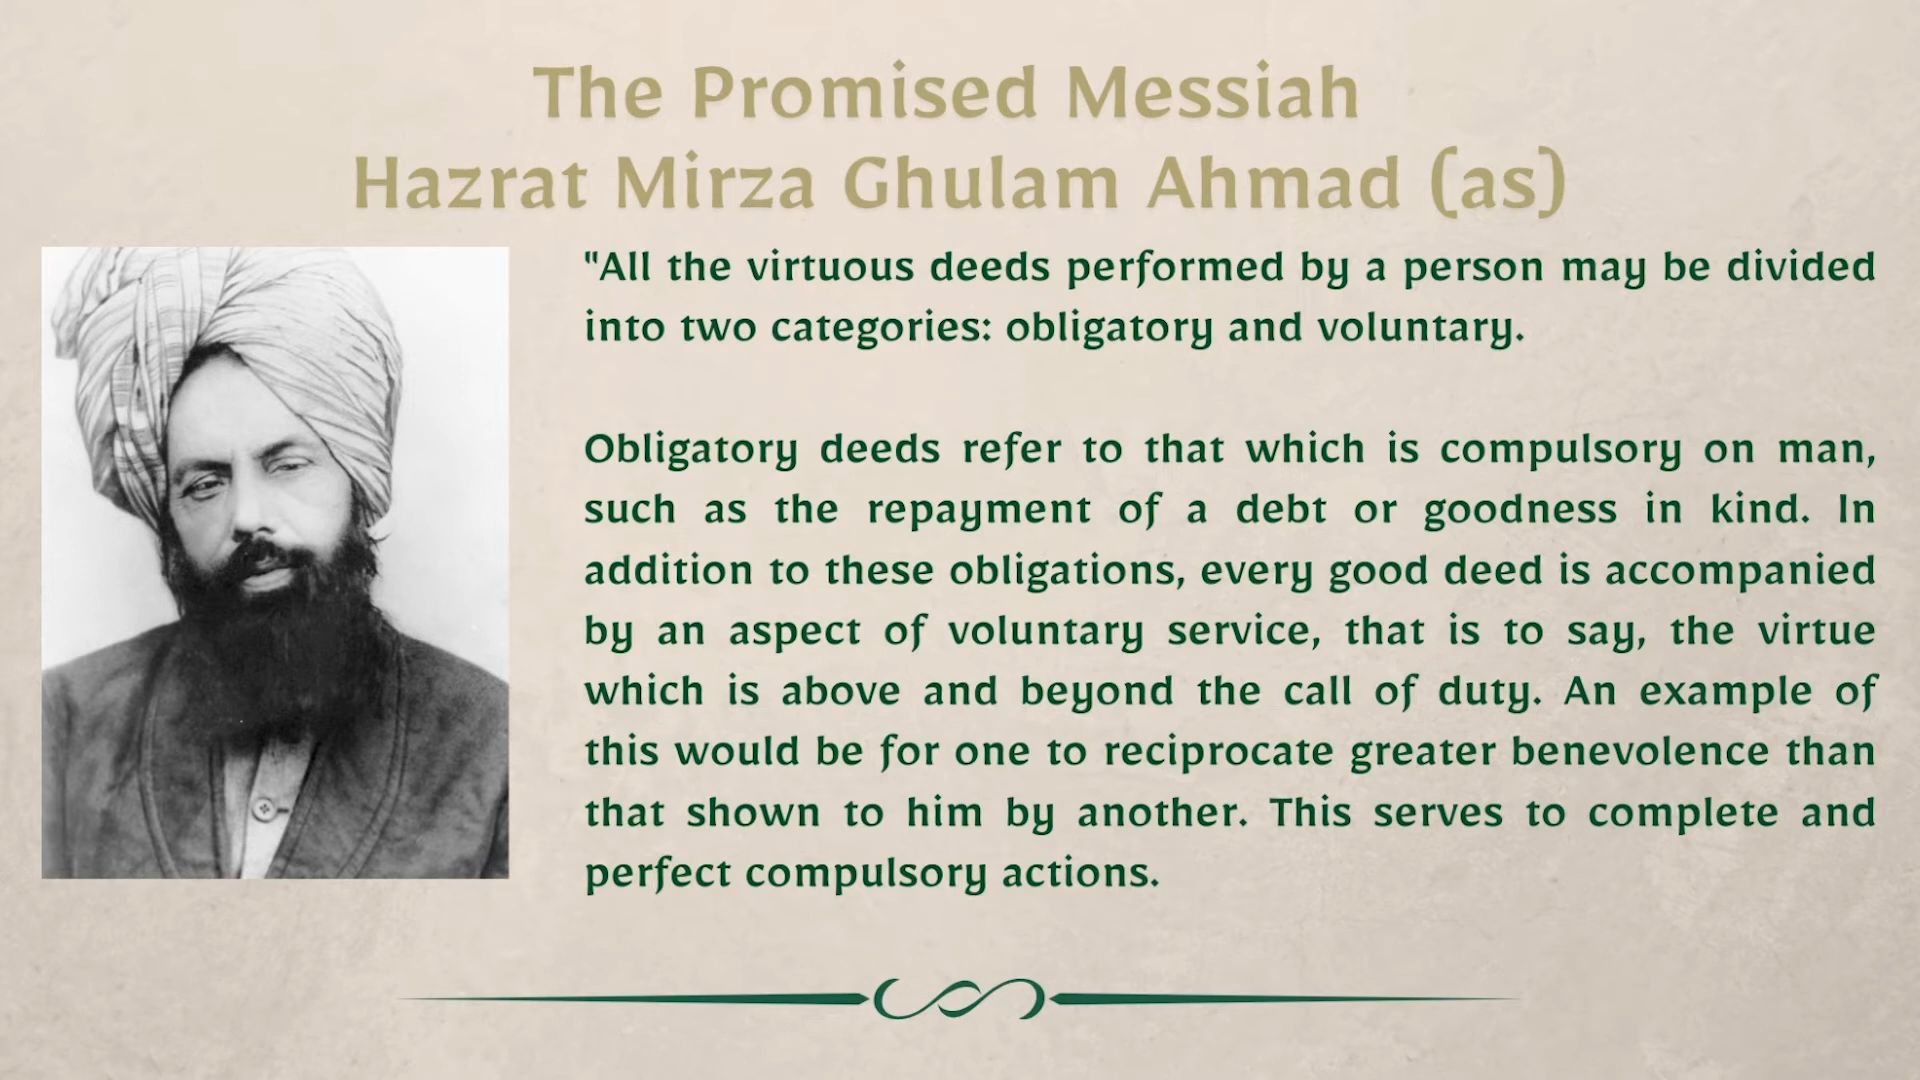 The Promised Messiah
Hazrat Mirza Ghulam Ahmad (as)
"All the virtuous deeds performed by a person may be divided
into two categories: obligatory and voluntary.
Obligatory deeds refer to that which is compulsory on man,
such as the repayment of a debt or goodness in kind. In
addition to these obligations, every good deed is accompanied
by an aspect of voluntary service, that is to say, the virtue
which is above and beyond the call of duty. An example of
this would be for one to reciprocate greater benevolence than
that shown to him by another. This serves to complete and
perfect compulsory actions.